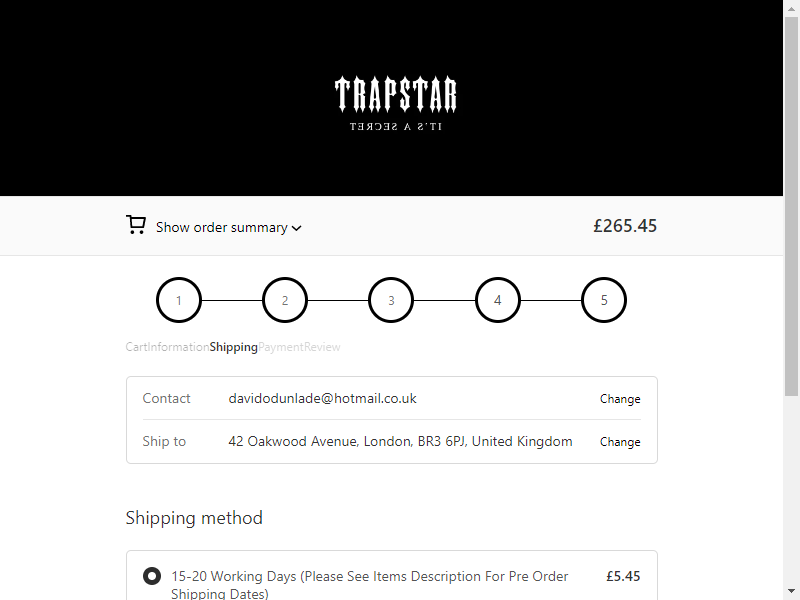 TRAPSTAR
IT'S A SECRET
Show order summary
£265.45
1 2 3 4 5
CartInformationShippingPaymentReview
Contact davidodunlade@hotmail.co.uk Change
Ship to 42 Oakwood Avenue, London, BR3 6PJ, United Kingdom Change
Shipping method
15-20 Working Days (Please See Items Description For Pre Order £5.45
Shipping Dates)